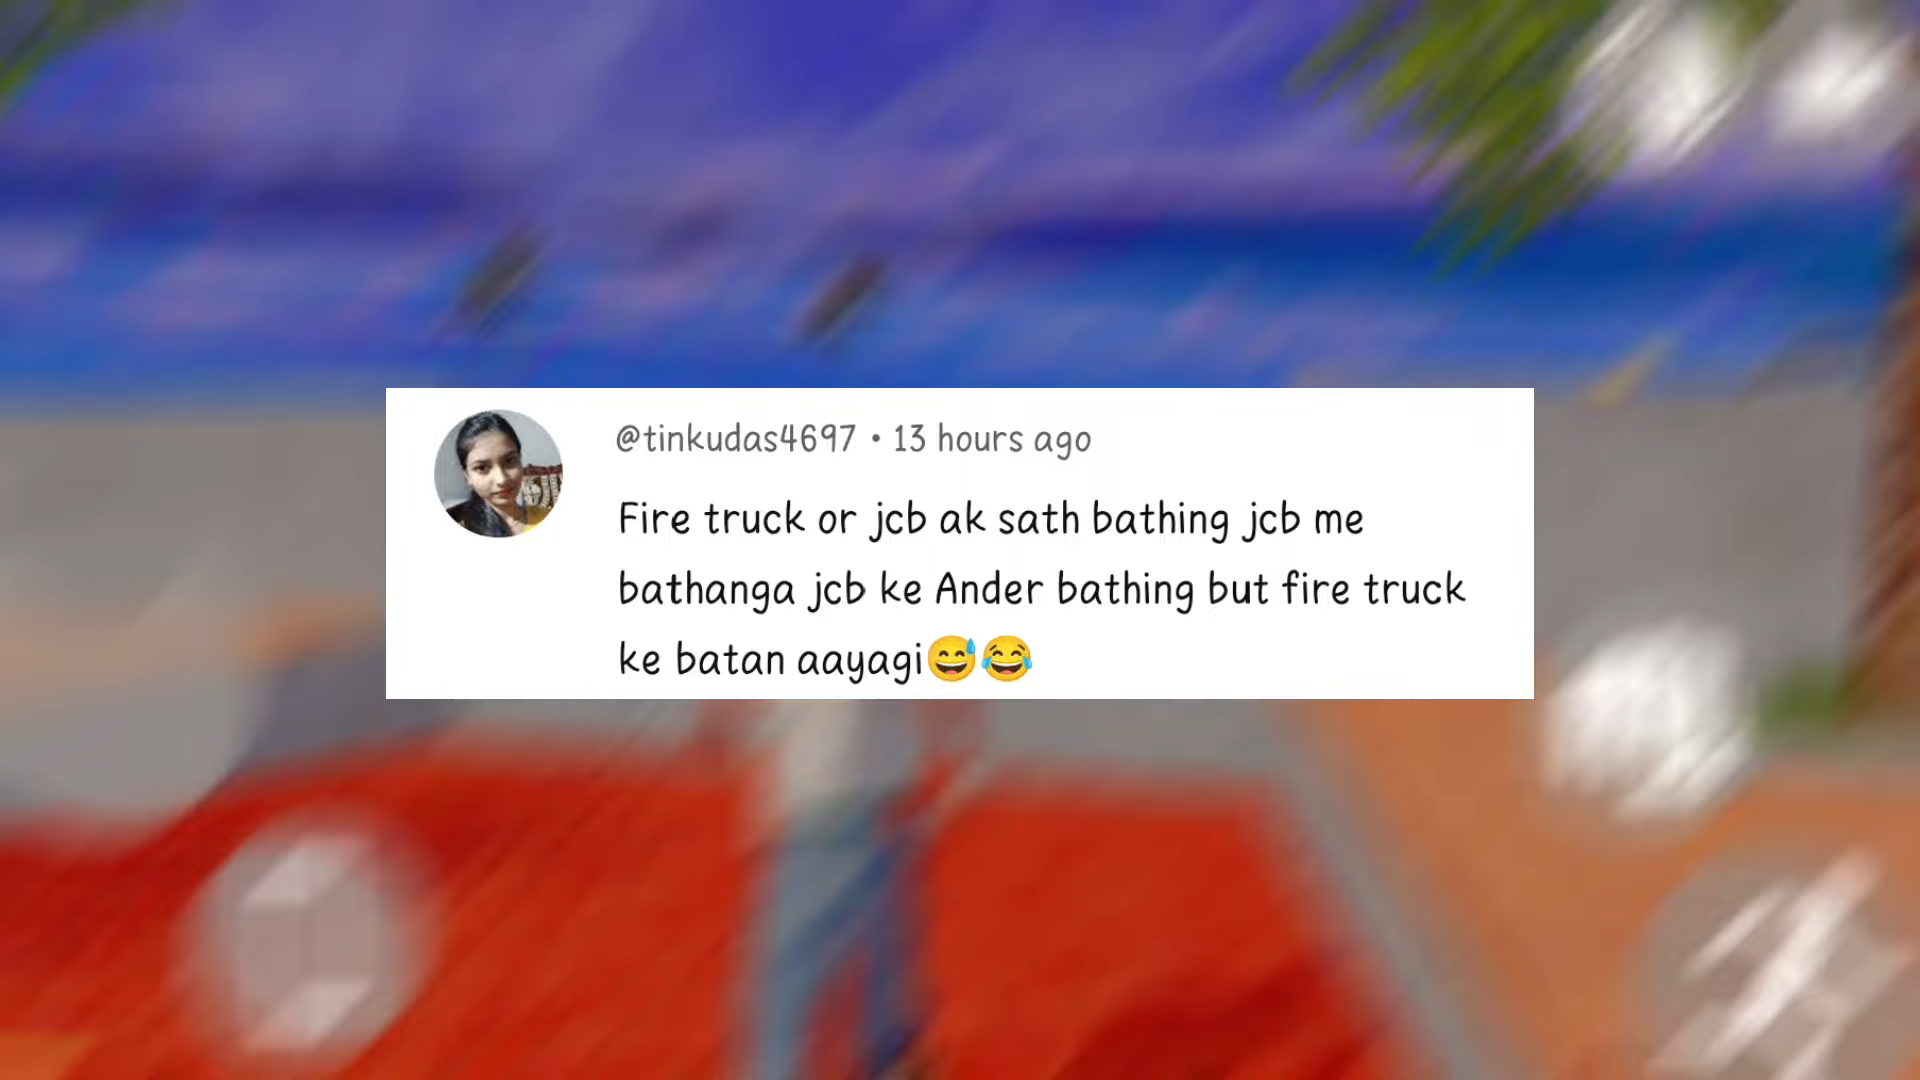 @tinkudas4697 • 13 hours ago
Fire truck or jcb ak sath bathing jcb me
bathanga jcb ke Ander bathing but fire truck
ke batan aayagi😅😂